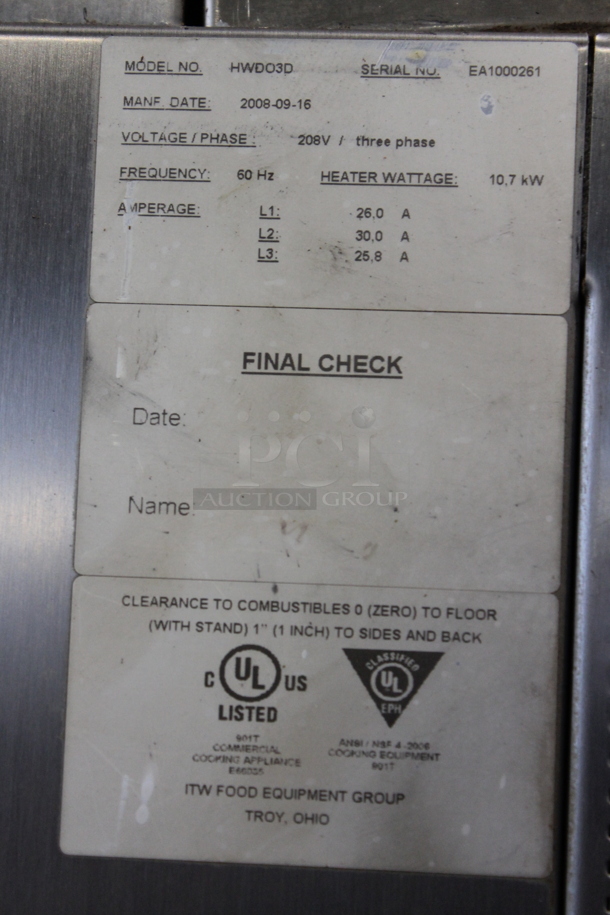 MODEL NO. HWDO3D SERIAL NO. EA1000261
MANF. DATE: 2008-09-16
VOLTAGE / PHASE : 208V / three phase
FREQUENCY: 60 Hz HEATER WATTAGE: 10,7 kW
AMPERAGE: L1: 26,0 A
L2: 30,0 A
L3: 25,8 A
FINAL CHECK
Date:
PCI
AUCTION GROUP
Name:
CLEARANCE TO COMBUSTIBLES 0 (ZERO) TO FLOOR
(WITH STAND) 1" (1 INCH) TO SIDES AND BACK
C UL US
LISTED
901T
COMMERCIAL
COOKING APPLIANCE
CLASSIFIED
UL
EPH
ANSI / NSF 4-2006
COOKING EQUIPMENT
901T
ITW FOOD EQUIPMENT GROUP
TROY, OHIO